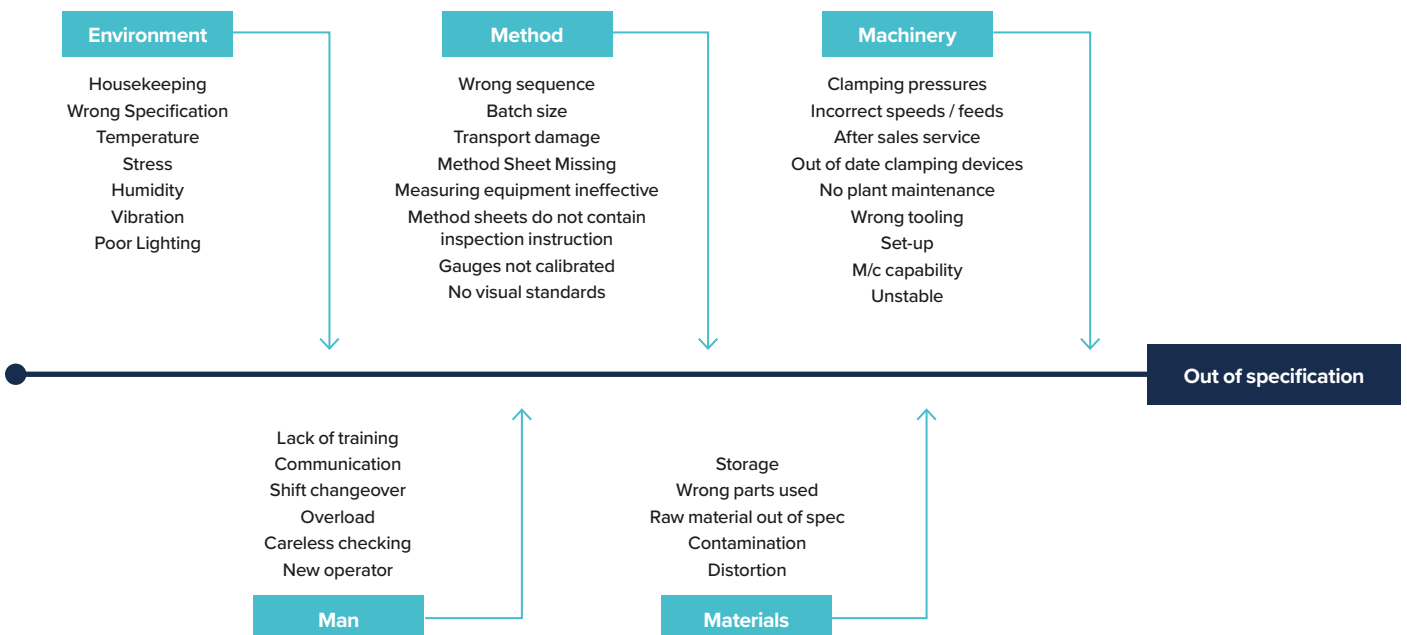 Environment
Housekeeping
Wrong Specification
Temperature
Stress
Humidity
Vibration
Poor Lighting
Method
Wrong sequence
Batch size
Transport damage
Method Sheet Missing
Measuring equipment ineffective
Method sheets do not contain
inspection instruction
Gauges not calibrated
No visual standards
Machinery
Clamping pressures
Incorrect speeds / feeds
After sales service
Out of date clamping devices
No plant maintenance
Wrong tooling
Set-up
M/c capability
Unstable
Out of specification
Lack of training
Communication
Shift changeover
Overload
Careless checking
New operator
Man
Storage
Wrong parts used
Raw material out of spec
Contamination
Distortion
Materials